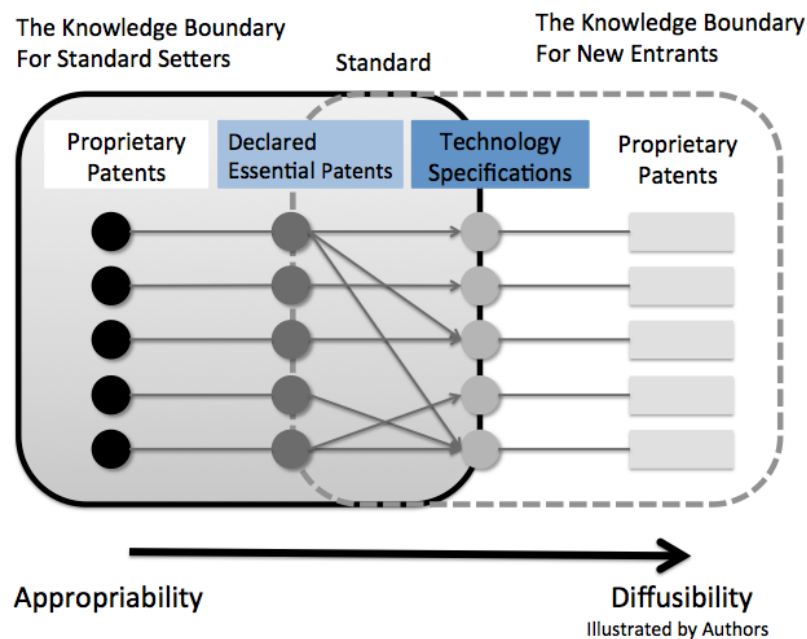 The Knowledge Boundary
For Standard Setters
Standard
The Knowledge Boundary
For New Entrants
Proprietary
Patents
Declared
Essential Patents
Technology
Specifications
Proprietary
Patents
Appropriability
Diffusibility
Illustrated by Authors